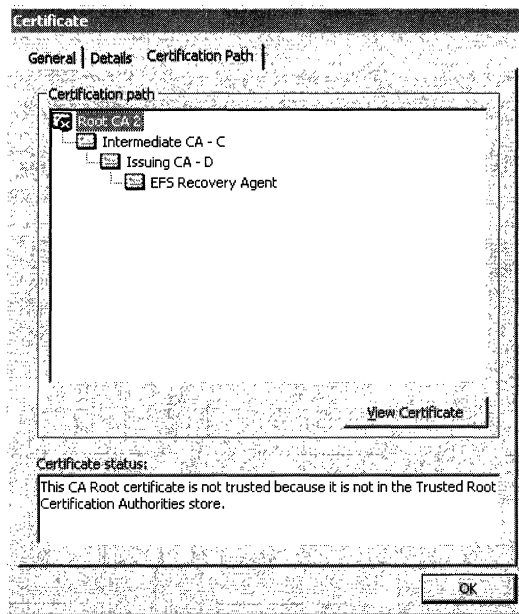 Certificate
General Details Certification Path
Certification path
Root CA 2
Intermediate CA - C
Issuing CA - D
EFS Recovery Agent
View Certificate
Certificate status:
This CA Root certificate is not trusted because it is not in the Trusted Root
Certification Authorities store.
OK